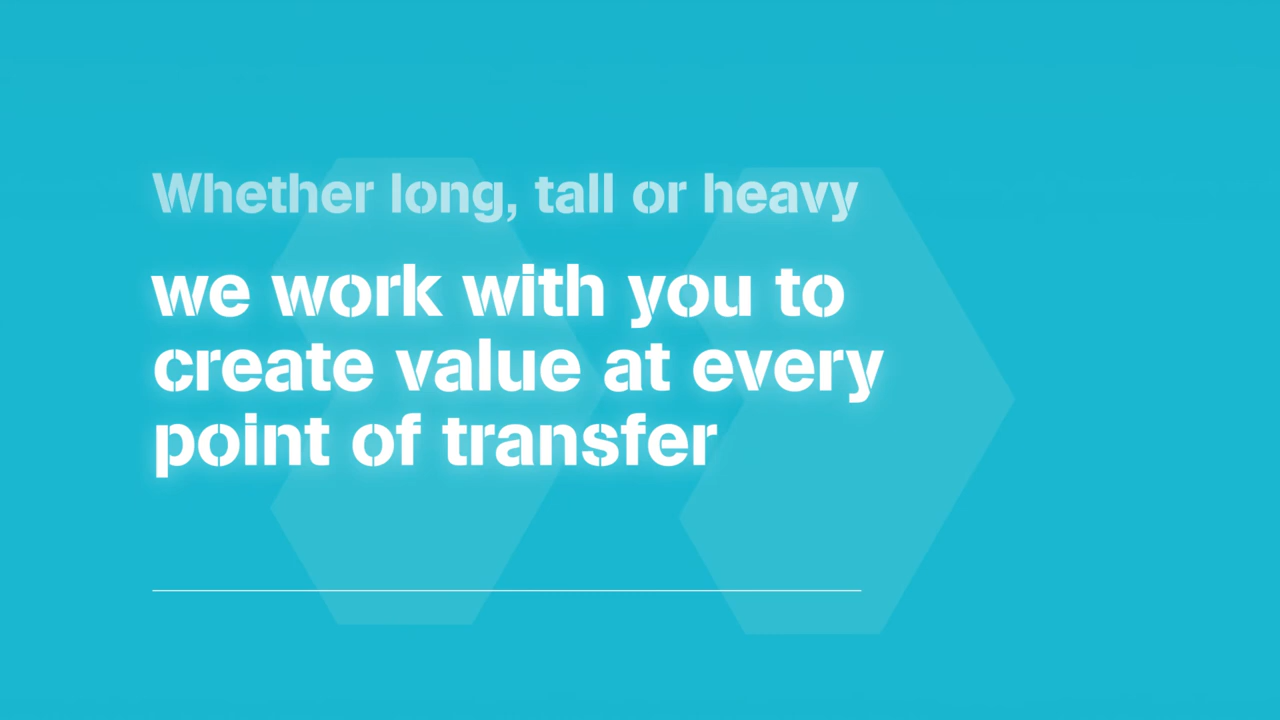 Whether long, tall or heavy
we work with you to
create value at every
point of transfer